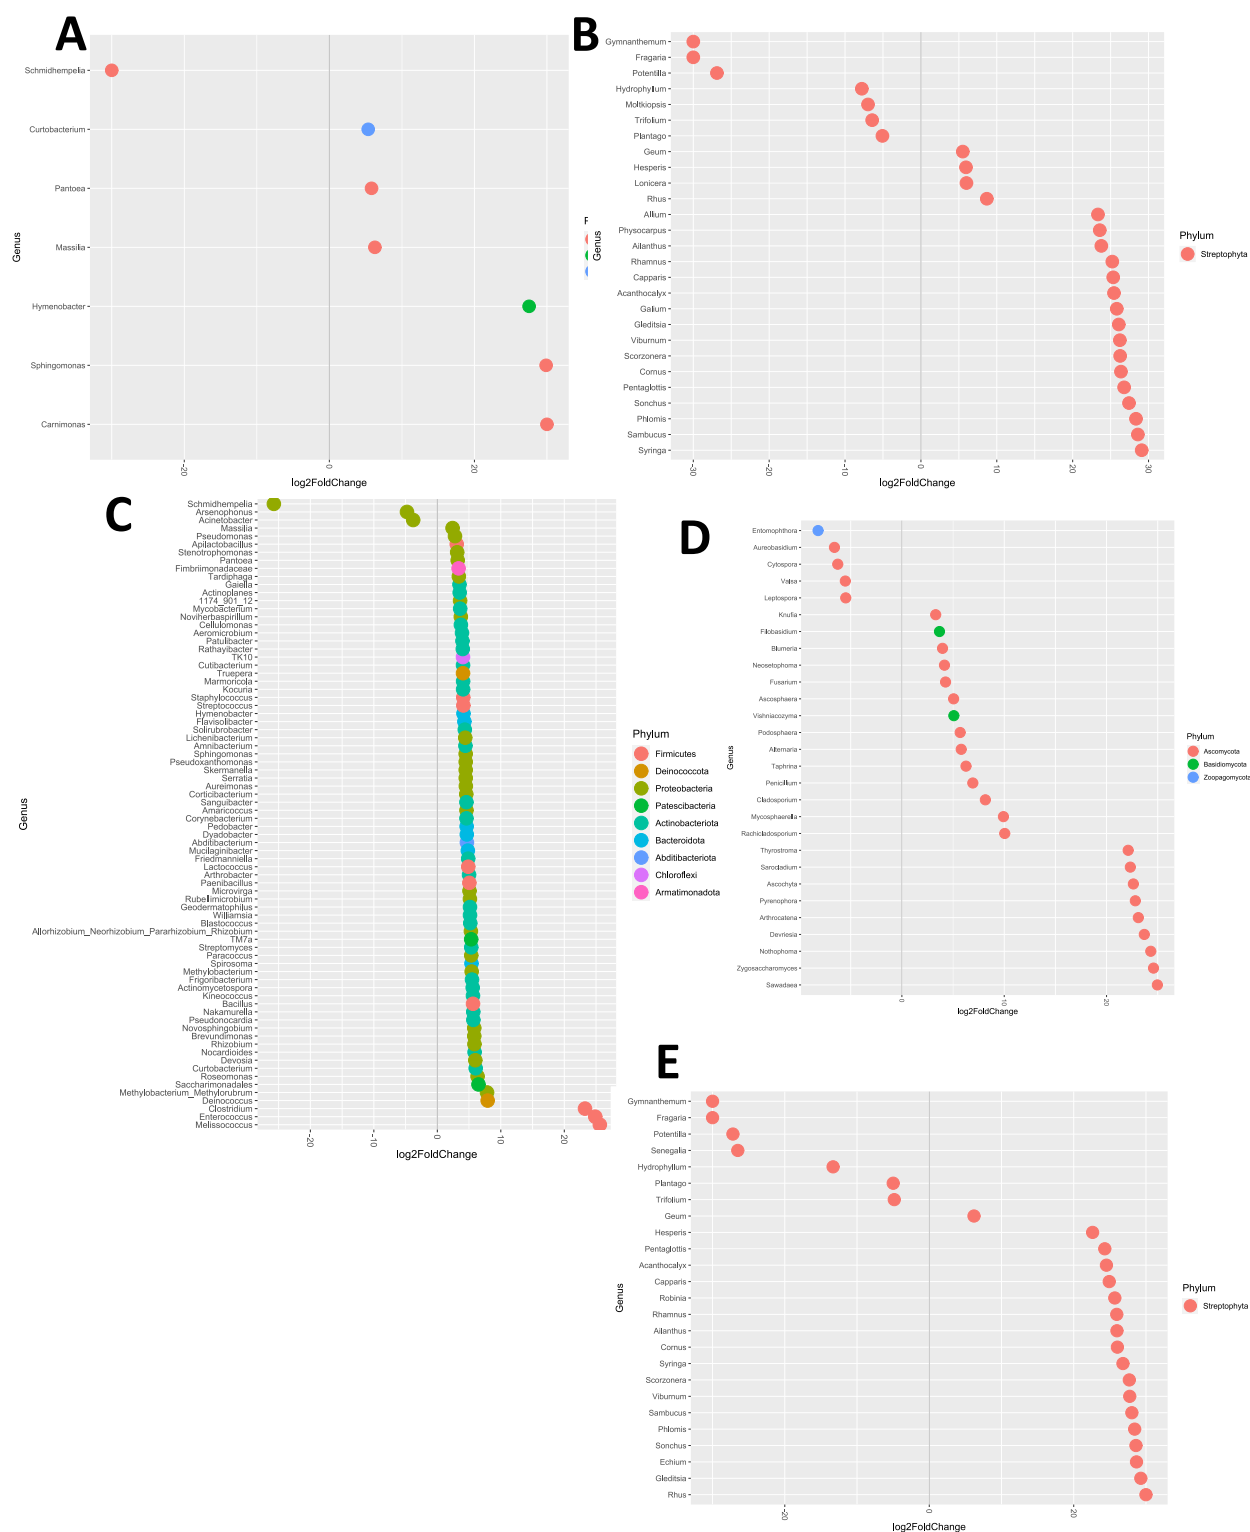 A
Schmidhempelia
Curtobacterium
Pantoea
Massilia
Hymenobacter
Sphingomonas
Carnimonas
Genus
-20
0
20
log2FoldChange
B
Gymnanthemum
Fragaria
Potentilla
Hydrophyllum
Moltkiopsis
Trifolium
Plantago
Geum
Hesperis
Lonicera
Rhus
Allium
Physocarpus
Ailanthus
Rhamnus
Capparis
Acanthocalyx
Galium
Gleditsia
Viburnum
Scorzonera
Cornus
Pentaglottis
Sonchus
Phlomis
Sambucus
Syringa
Genus
-30
-20
-10
0
10
20
30
log2FoldChange
Phylum
Streptophyta
C
Schmidhempelia
Arsenophonus
Acinetobacter
Massilia
Pseudomonas
Apilactobacillus
Stenotrophomonas
Pantoea
Fimbriimonadaceae
Tardiphaga
Gaiella
Actinoplanes
1174_901_12
Mycobacterium
Noviherbaspirillum
Cellulomonas
Aeromicrobium
Patulibacter
Rathayibacter
TK10
Cutibacterium
Truepera
Marmoricola
Kocuria
Staphylococcus
Streptococcus
Hymenobacter
Flavisolibacter
Solirubrobacter
Lichenibacterium
Amnibacterium
Sphingomonas
Pseudoxanthomonas
Skermanella
Serratia
Aureimonas
Corticibacterium
Sanguibacter
Amaricoccus
Corynebacterium
Pedobacter
Dyadobacter
Abditibacterium
Mucilaginibacter
Friedmanniella
Lactococcus
Arthrobacter
Paenibacillus
Microvirga
Rubellimicrobium
Geodermatophilus
Williamsia
Blastococcus
Allorhizobium_Neorhizobium_Pararhizobium_Rhizobium
TM7a
Streptomyces
Paracoccus
Spirosoma
Methylobacterium
Frigoribacterium
Actinomycetospora
Kineococcus
Bacillus
Nakamurella
Pseudonocardia
Novosphingobium
Brevundimonas
Rhizobium
Nocardioides
Devosia
Curtobacterium
Roseomonas
Saccharimonadales
Methylobacterium_Methylorubrum
Deinococcus
Clostridium
Enterococcus
Melissococcus
Genus
-20
-10
0
10
20
log2FoldChange
Phylum
Firmicutes
Deinococcota
Proteobacteria
Patescibacteria
Actinobacteriota
Bacteroidota
Abditibacteriota
Chloroflexi
Armatimonadota
D
Entomophthora
Aureobasidium
Cytospora
Valsa
Leptospora
Knufia
Filobasidium
Blumeria
Neosetophoma
Fusarium
Ascosphaera
Vishniacozyma
Podosphaera
Alternaria
Taphrina
Penicillium
Cladosporium
Mycosphaerella
Rachicladosporium
Thyrostroma
Sarocladium
Ascochyta
Pyrenophora
Arthrocatena
Devriesia
Nothophoma
Zygosaccharomyces
Sawadaea
Genus
0
10
20
log2FoldChange
Phylum
Ascomycota
Basidiomycota
Zoopagomycota
E
Gymnanthemum
Fragaria
Potentilla
Senegalia
Hydrophyllum
Plantago
Trifolium
Geum
Hesperis
Pentaglottis
Acanthocalyx
Capparis
Robinia
Rhamnus
Ailanthus
Cornus
Syringa
Scorzonera
Viburnum
Sambucus
Phlomis
Sonchus
Echium
Gleditsia
Rhus
Genus
-20
0
20
log2FoldChange
Phylum
Streptophyta